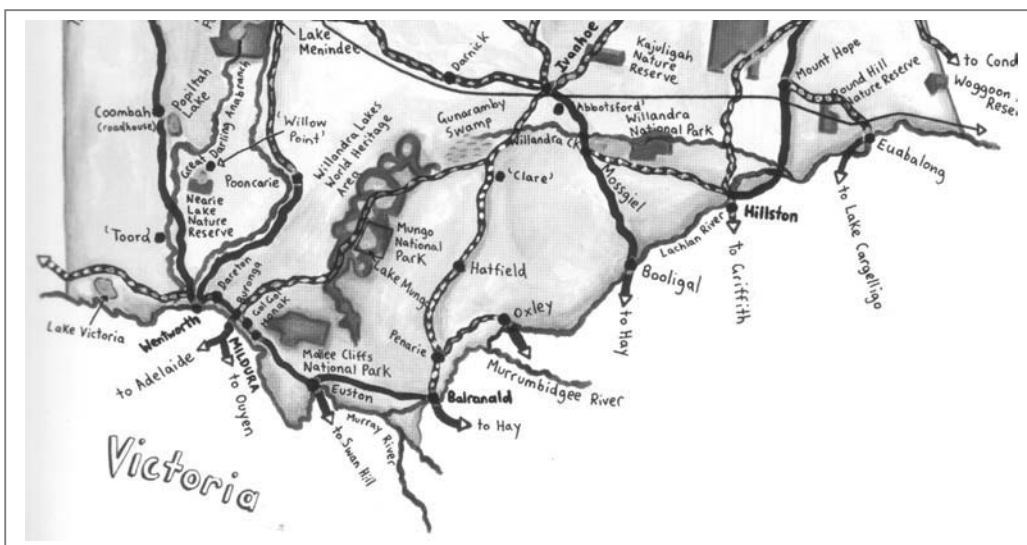 Lake
Menindee
Darnick
Ivanhoe
Kajuligah
Nature
Reserve
Mount Hope
Round Hill
Nature Reserve
to Cond
Woggoon
Reser
Coombah
(roadhouse)
Popiltah
Lake
Great Darling Anabranch
'Willow
Point'
Pooncarie
Nearie
Lake
Nature
Reserve
'Toora'
Willandra Lakes
World Heritage
Area
Gunaramby
Swamp
'Abbotsford'
Willandra
National Park
Willandra CK
'Clare'
Mossgiel
Euabalong
Hillston
Lachlan River
to Lake Cargelligo
to Griffith
Mungo
National
Park
Lake Mungo
Hatfield
Booligal
to Hay
Lake Victoria
Wentworth
Dareton
Buronga
Gol Gol
Monak
MILDURA
to Adelaide
to Ouyen
Mallee Cliffs
National Park
Euston
to Swan Hill
Murray River
Penarie
Oxley
Murrumbidgee River
Balranald
to Hay
Victoria